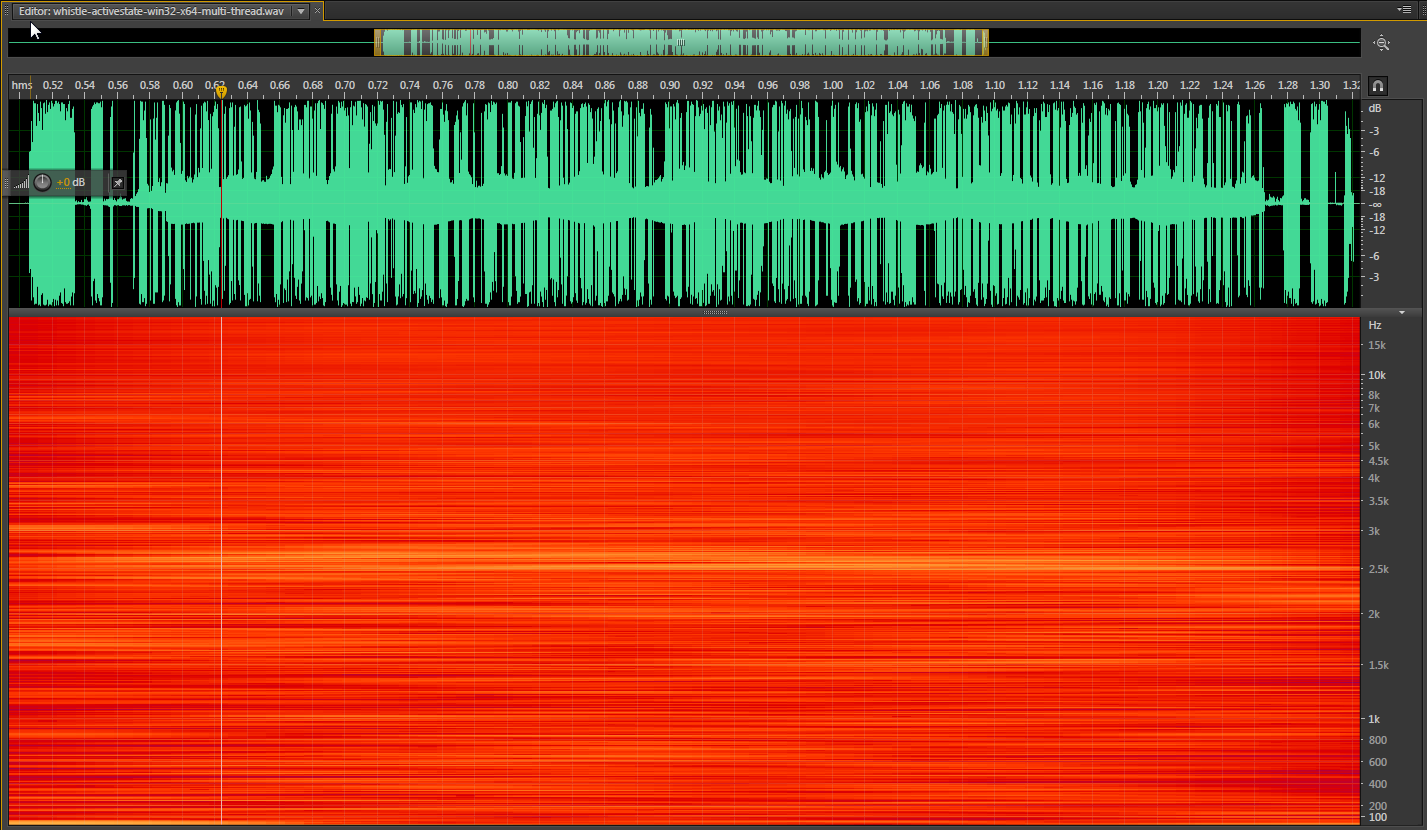 Editor: whistle-activestate-win32-x64-multi-thread.wav
hms 0.52 0.54 0.56 0.58 0.60 0.62 0.64 0.66 0.68 0.70 0.72 0.74 0.76 0.78 0.80 0.82 0.84 0.86 0.88 0.90 0.92 0.94 0.96 0.98 1.00 1.02 1.04 1.06 1.08 1.10 1.12 1.14 1.16 1.18 1.20 1.22 1.24 1.26 1.28 1.30 1.32
dB
-3
-6
-12
-18
-∞
-18
-12
-6
-3
+0 dB
Hz
15k
10k
8k
7k
6k
5k
4.5k
4k
3.5k
3k
2.5k
2k
1.5k
1k
800
600
400
200
100